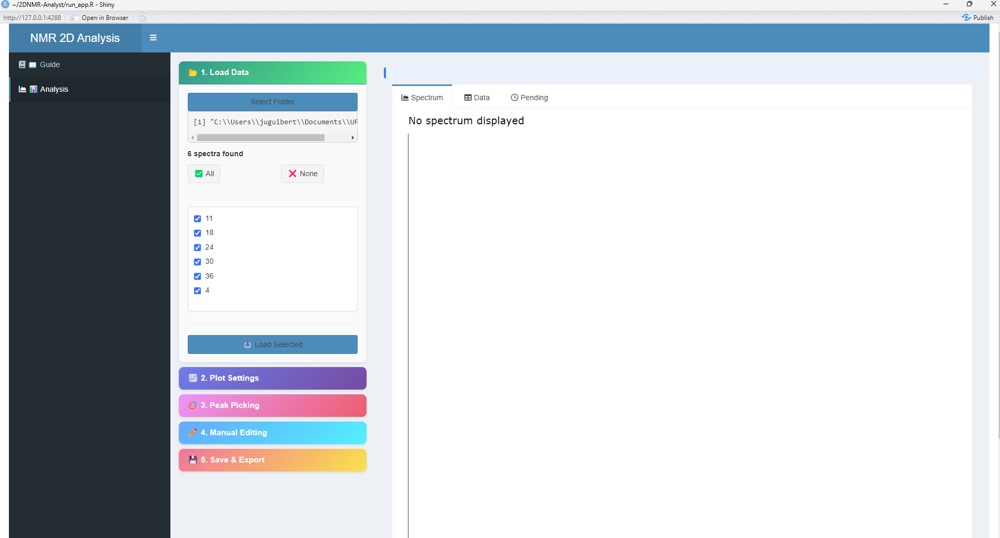 ~/2DNMR-Analyst/run_app.R - Shiny
http://127.0.0.1:4288 Open in Browser Publish
NMR 2D Analysis
Guide
Analysis
1. Load Data
Select Folder
[1] "C:\\Users\\juguibert\\Documents\\UF
6 spectra found
All None
11
18
24
30
36
4
Load Selected
2. Plot Settings
3. Peak Picking
4. Manual Editing
5. Save & Export
Spectrum Data Pending
No spectrum displayed